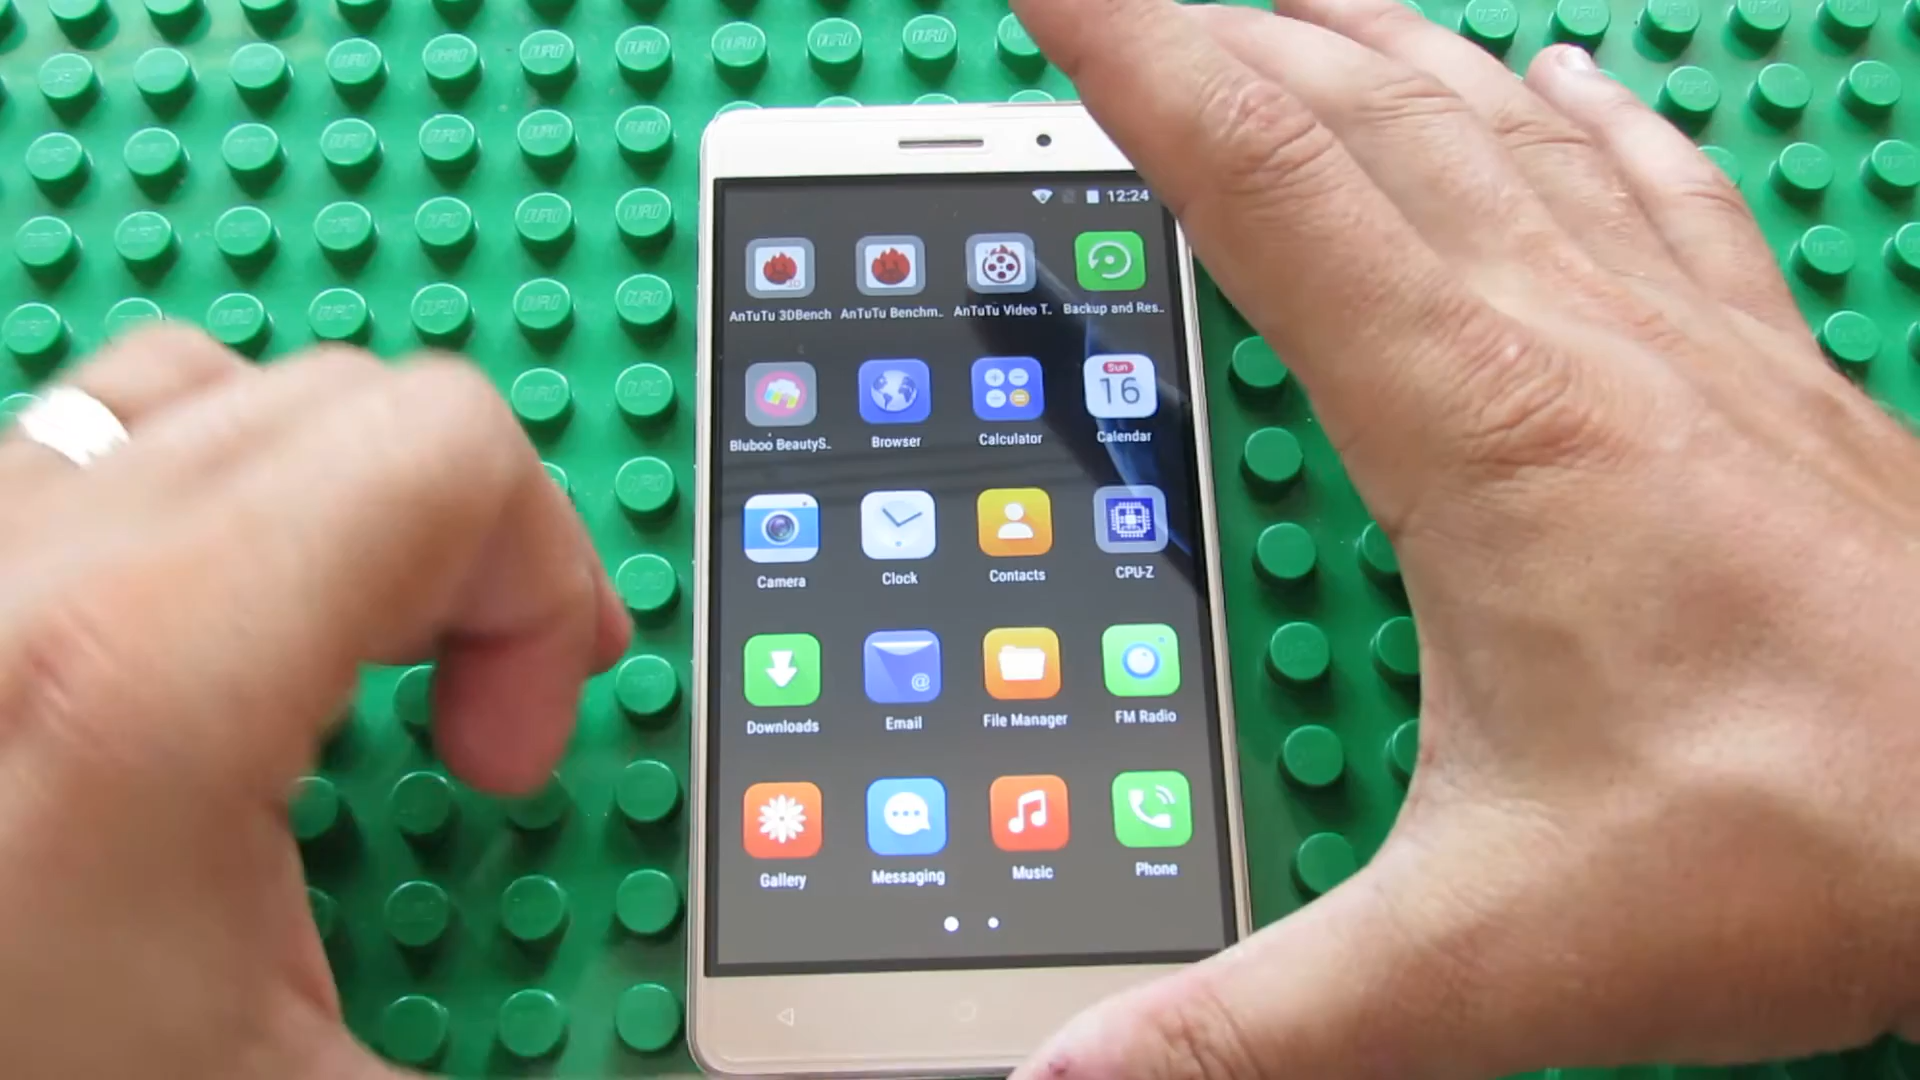 12:24
AnTuTu 3DBench
AnTuTu Benchm..
AnTuTu Video T..
Backup and Res..
Bluboo BeautyS..
Browser
Calculator
Sun
16
Calendar
Camera
Clock
Contacts
CPU-Z
Downloads
@
Email
File Manager
FM Radio
Gallery
Messaging
Music
Phone
DUPLO